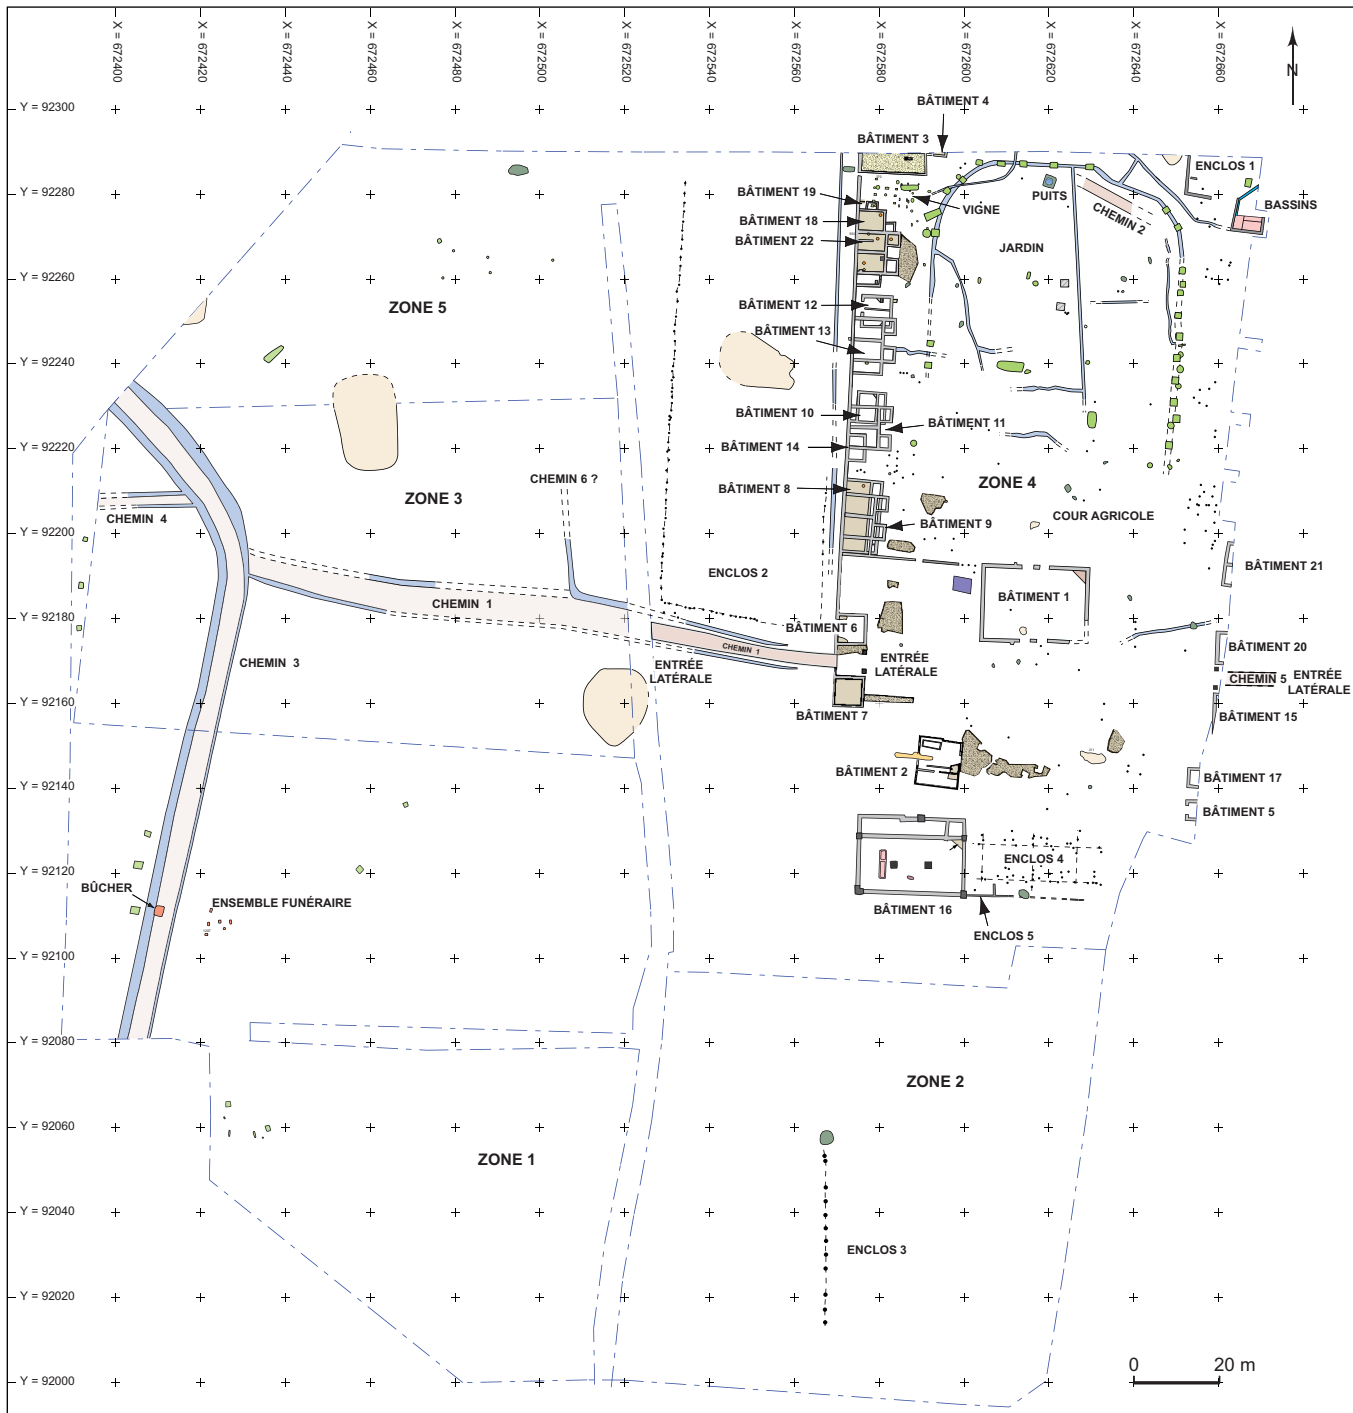 X = 672400
X = 672420
X = 672440
X = 672460
X = 672480
X = 672500
X = 672520
X = 672540
X = 672560
X = 672580
X = 672600
X = 672620
X = 672640
X = 672660
N
Y = 92300
BÂTIMENT 4
BÂTIMENT 3
ENCLOS 1
Y = 92280
BÂTIMENT 19
PUITS
BASSINS
VIGNE
BÂTIMENT 18
CHEMIN 2
BÂTIMENT 22
JARDIN
Y = 92260
ZONE 5
BÂTIMENT 12
BÂTIMENT 13
Y = 92240
BÂTIMENT 10
BÂTIMENT 11
Y = 92220
BÂTIMENT 14
CHEMIN 6 ?
ZONE 4
BÂTIMENT 8
ZONE 3
CHEMIN 4
COUR AGRICOLE
BÂTIMENT 9
Y = 92200
BÂTIMENT 21
ENCLOS 2
BÂTIMENT 1
CHEMIN 1
Y = 92180
BÂTIMENT 6
BÂTIMENT 20
CHEMIN 1
CHEMIN 3
ENTRÉE
LATÉRALE
ENTRÉE
LATÉRALE
CHEMIN 5
ENTRÉE
LATÉRALE
Y = 92160
BÂTIMENT 7
BÂTIMENT 15
BÂTIMENT 2
BÂTIMENT 17
Y = 92140
BÂTIMENT 5
Y = 92120
ENCLOS 4
BÛCHER
ENSEMBLE FUNÉRAIRE
BÂTIMENT 16
ENCLOS 5
Y = 92100
Y = 92080
ZONE 2
Y = 92060
ZONE 1
Y = 92040
ENCLOS 3
Y = 92020
Y = 92000
0 20 m